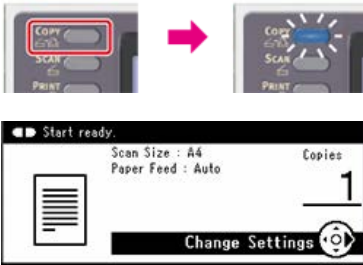 COPY
SCAN
PRINT
COPY
SCAN
PRINT
Start ready.
Scan Size : A4
Paper Feed : Auto
Copies
1
Change Settings